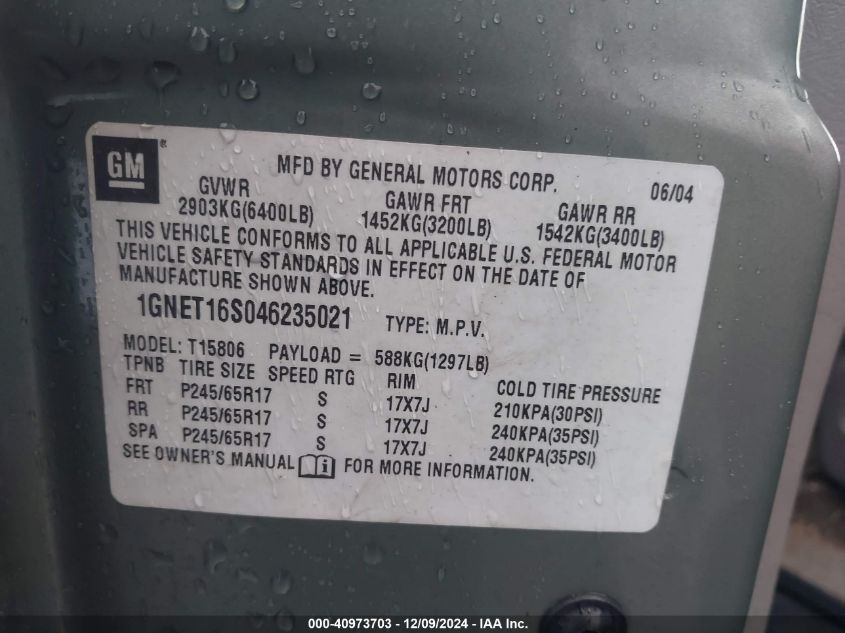 GM ®
MFD BY GENERAL MOTORS CORP. 06/04
GVWR GAWR FRT GAWR RR
2903KG(6400LB) 1452KG(3200LB) 1542KG(3400LB)
THIS VEHICLE CONFORMS TO ALL APPLICABLE U.S. FEDERAL MOTOR
VEHICLE SAFETY STANDARDS IN EFFECT ON THE DATE OF
MANUFACTURE SHOWN ABOVE.
1GNET16S046235021 TYPE: M.P.V.
MODEL: T15806 PAYLOAD = 588KG(1297LB)
TPNB TIRE SIZE SPEED RTG RIM COLD TIRE PRESSURE
FRT P245/65R17 S 17X7J 210KPA(30PSI)
RR P245/65R17 S 17X7J 240KPA(35PSI)
SPA P245/65R17 S 17X7J 240KPA(35PSI)
SEE OWNER'S MANUAL i FOR MORE INFORMATION.
000-40973703 - 12/09/2024 - IAA Inc.